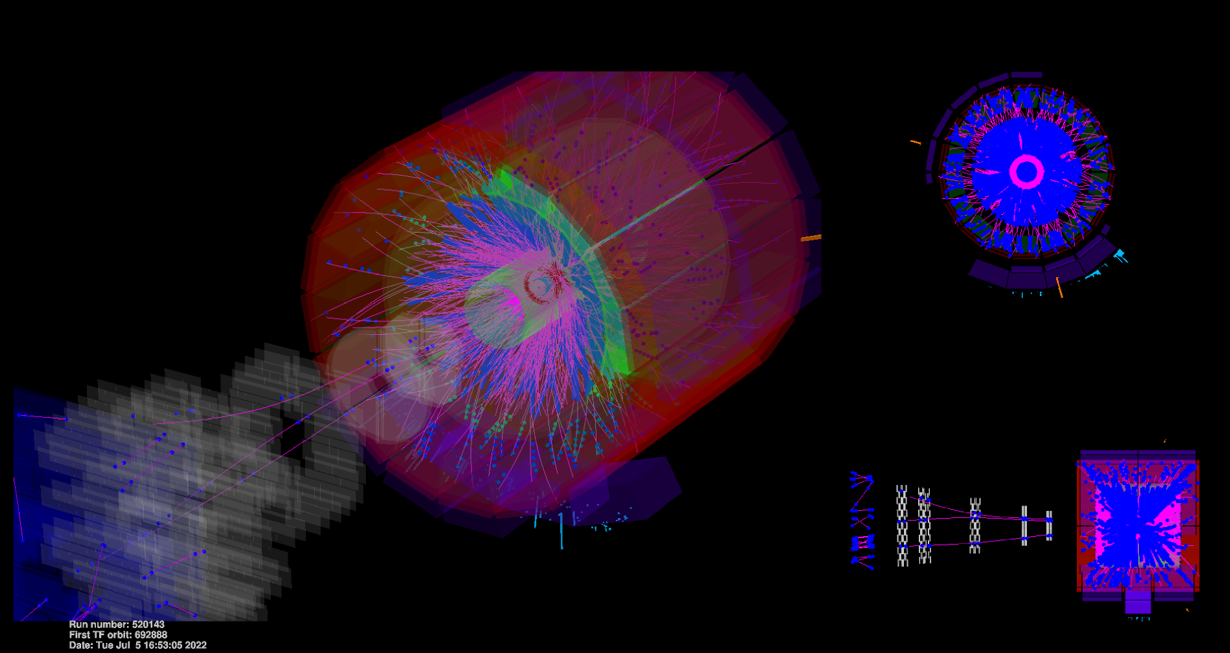 Run number: 520143
First TF orbit: 692888
Date: Tue Jul 5 16:53:05 2022